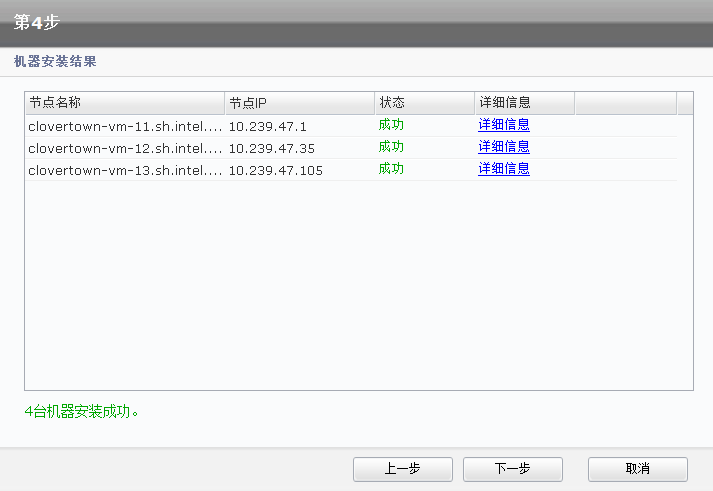 第4步
机器安装结果
节点名称 节点IP 状态 详细信息
clovertown-vm-11.sh.intel.... 10.239.47.1 成功 详细信息
clovertown-vm-12.sh.intel.... 10.239.47.35 成功 详细信息
clovertown-vm-13.sh.intel.... 10.239.47.105 成功 详细信息
4台机器安装成功。
上一步 下一步 取消